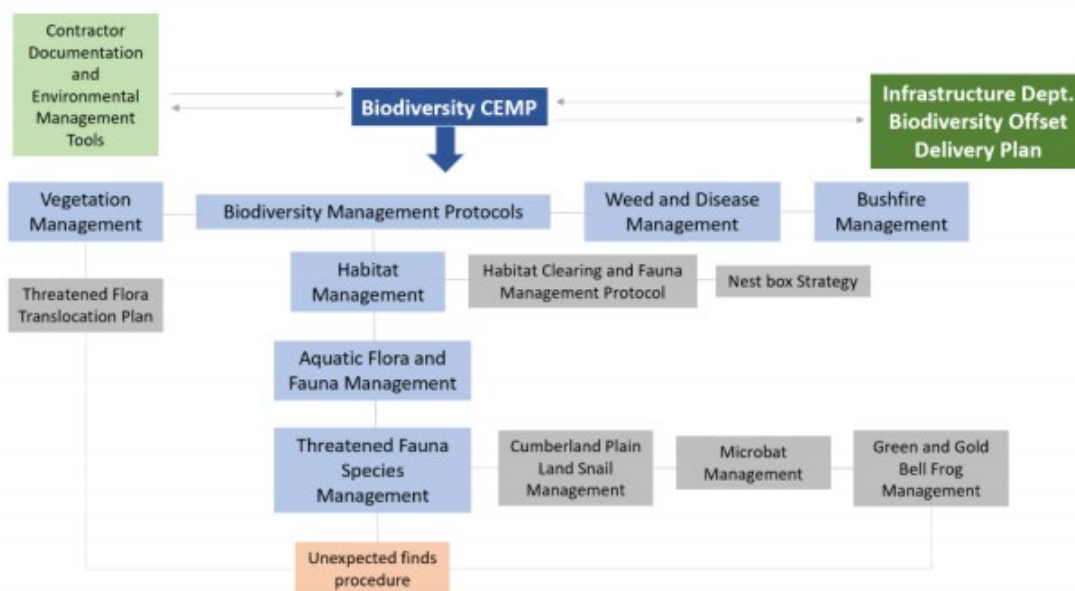 Contractor
Documentation
and
Environmental
Management
Tools
Biodiversity CEMP
Infrastructure Dept.
Biodiversity Offset
Delivery Plan
Vegetation
Management
Biodiversity Management Protocols
Weed and Disease
Management
Bushfire
Management
Threatened Flora
Translocation Plan
Habitat
Management
Habitat Clearing and Fauna
Management Protocol
Nest box Strategy
Aquatic Flora and
Fauna Management
Threatened Fauna
Species
Management
Cumberland Plain
Land Snail
Management
Microbat
Management
Green and Gold
Bell Frog
Management
Unexpected finds
procedure